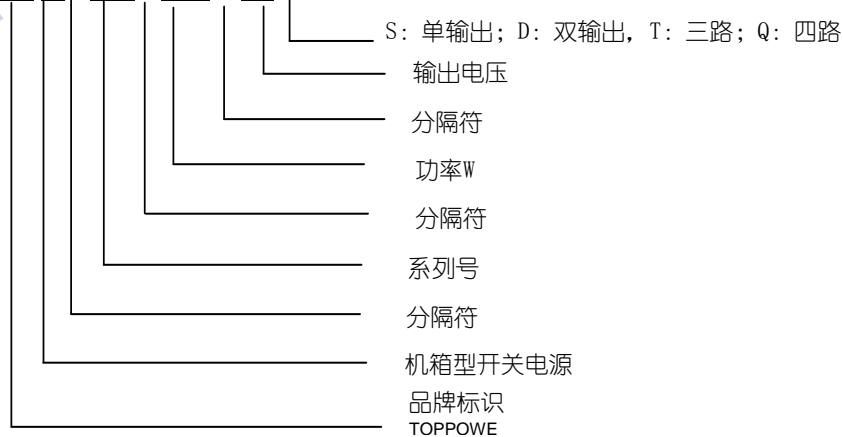 S: 单输出; D: 双输出, T: 三路; Q: 四路
输出电压
分隔符
功率W
分隔符
系列号
分隔符
机箱型开关电源
品牌标识
TOPPOWE